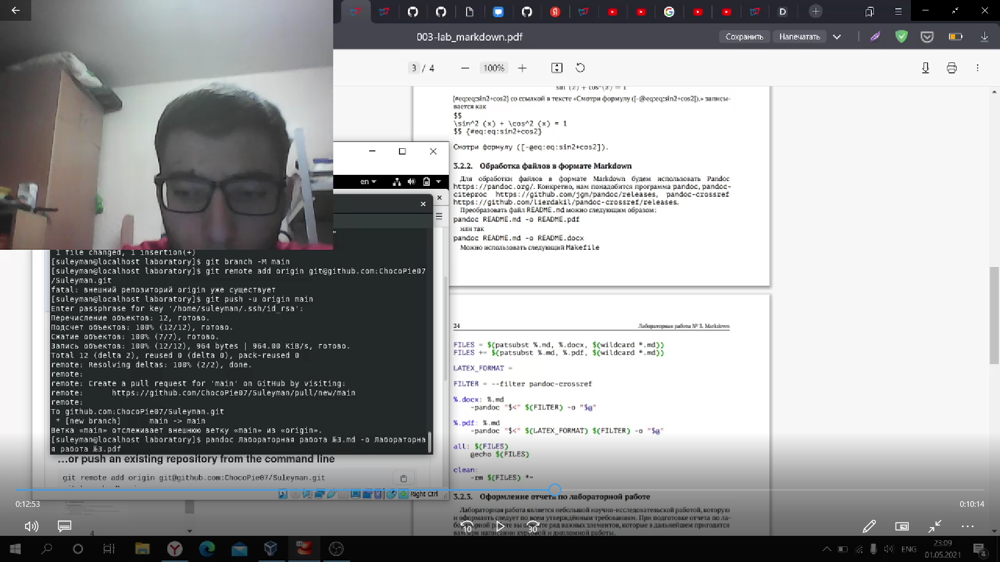 003-lab_markdown.pdf
Сохранить
Напечатать
3 / 4
100%
sin (x) + cos²(x) = 1
{#eq:eq:sin2+cos2} со ссылкой в тексте «Смотри формулу ([-@eq:eq:sin2+cos2]).» записы-
вается как
$$
\sin^2 (x) + \cos^2 (x) = 1
$$ {#eq:eq:sin2+cos2}
Смотри формулу ([-@eq:eq:sin2+cos2]).
3.2.2. Обработка файлов в формате Markdown
Для обработки файлов в формате Markdown будем использовать Pandoc
https://pandoc.org/. Конкретно, нам понадобится программа pandoc, pandoc-
citeproc https://github.com/jgm/pandoc/releases, pandoc-crossref
https://github.com/lierdakil/pandoc-crossref/releases.
Преобразовать файл README.md можно следующим образом:
pandoc README.md -o README.pdf
или так
pandoc README.md -o README.docx
Можно использовать следующий Makefile
24
Лабораторная работа № 3. Markdown
FILES = $(patsubst %.md, %.docx, $(wildcard *.md))
FILES += $(patsubst %.md, %.pdf, $(wildcard *.md))
LATEX_FORMAT =
FILTER = --filter pandoc-crossref
%.docx: %.md
-pandoc "$<" $(FILTER) -o "$@"
%.pdf: %.md
-pandoc "$<" $(LATEX_FORMAT) $(FILTER) -o "$@"
all: $(FILES)
@echo $(FILES)
clean:
-rm $(FILES) *~
3.2.3. Оформление отчета по лабораторной работе
Лабораторная работа является небольшой научно-исследовательской работой, которую
и оформлять следует по всем утверждённым требованиям. При подготовке отчета по ла-
бораторной работе вы освоите ряд важных элементов, которые в дальнейшем пригодятся
вам при написании курсовой и дипломной работы.
en
"
1 file changed, 1 insertion(+)
[suleyman@localhost laboratory]$ git branch -M main
[suleyman@localhost laboratory]$ git remote add origin git@github.com:ChocoPie07
/Suleyman.git
fatal: внешний репозиторий origin уже существует
[suleyman@localhost laboratory]$ git push -u origin main
Enter passphrase for key '/home/suleyman/.ssh/id_rsa':
Перечисление объектов: 12, готово.
Подсчет объектов: 100% (12/12), готово.
Сжатие объектов: 100% (7/7), готово.
Запись объектов: 100% (12/12), 964 bytes | 964.00 KiB/s, готово.
Total 12 (delta 2), reused 0 (delta 0), pack-reused 0
remote: Resolving deltas: 100% (2/2), done.
remote:
remote: Create a pull request for 'main' on GitHub by visiting:
remote: https://github.com/ChocoPie07/Suleyman/pull/new/main
remote:
To github.com:ChocoPie07/Suleyman.git
* [new branch] main -> main
Ветка «main» отслеживает внешнюю ветку «main» из «origin».
[suleyman@localhost laboratory]$ pandoc Лабораторная работа №3.md -o Лабораторна
я работа №3.pdf
...or push an existing repository from the command line
git remote add origin git@github.com:ChocoPie07/Suleyman.git
Right Ctrl
4
0:12:53
0:10:14
10
30
ENG
23:09
01.05.2021
4